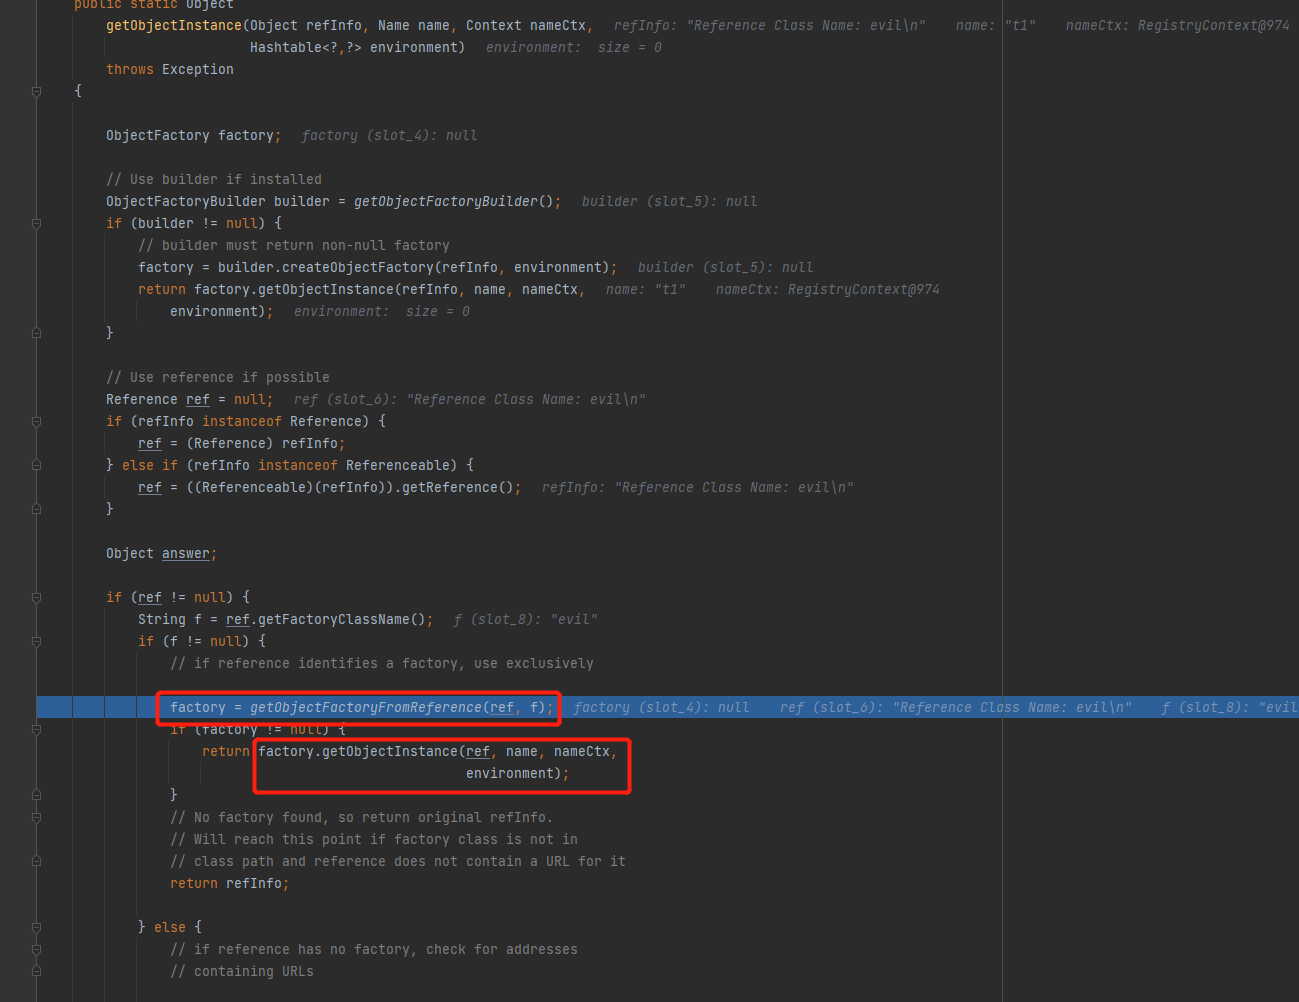 public static Object
getObjectInstance(Object refInfo, Name name, Context nameCtx, refInfo: "Reference Class Name: evil\n" name: "t1" nameCtx: RegistryContext@974
Hashtable<?,?> environment) environment: size = 0
throws Exception
{
ObjectFactory factory; factory (slot_4): null
// Use builder if installed
ObjectFactoryBuilder builder = getObjectFactoryBuilder(); builder (slot_5): null
if (builder != null) {
// builder must return non-null factory
factory = builder.createObjectFactory(refInfo, environment); builder (slot_5): null
return factory.getObjectInstance(refInfo, name, nameCtx, name: "t1" nameCtx: RegistryContext@974
environment); environment: size = 0
}
// Use reference if possible
Reference ref = null; ref (slot_6): "Reference Class Name: evil\n"
if (refInfo instanceof Reference) {
ref = (Reference) refInfo;
} else if (refInfo instanceof Referenceable) {
ref = ((Referenceable)(refInfo)).getReference(); refInfo: "Reference Class Name: evil\n"
}
Object answer;
if (ref != null) {
String f = ref.getFactoryClassName(); f (slot_8): "evil"
if (f != null) {
// if reference identifies a factory, use exclusively
factory = getObjectFactoryFromReference(ref, f); factory (slot_4): null ref (slot_6): "Reference Class Name: evil\n" f (slot_8): "evil
if (factory != null) {
return factory.getObjectInstance(ref, name, nameCtx,
environment);
}
// No factory found, so return original refInfo.
// Will reach this point if factory class is not in
// class path and reference does not contain a URL for it
return refInfo;
} else {
// if reference has no factory, check for addresses
// containing URLs